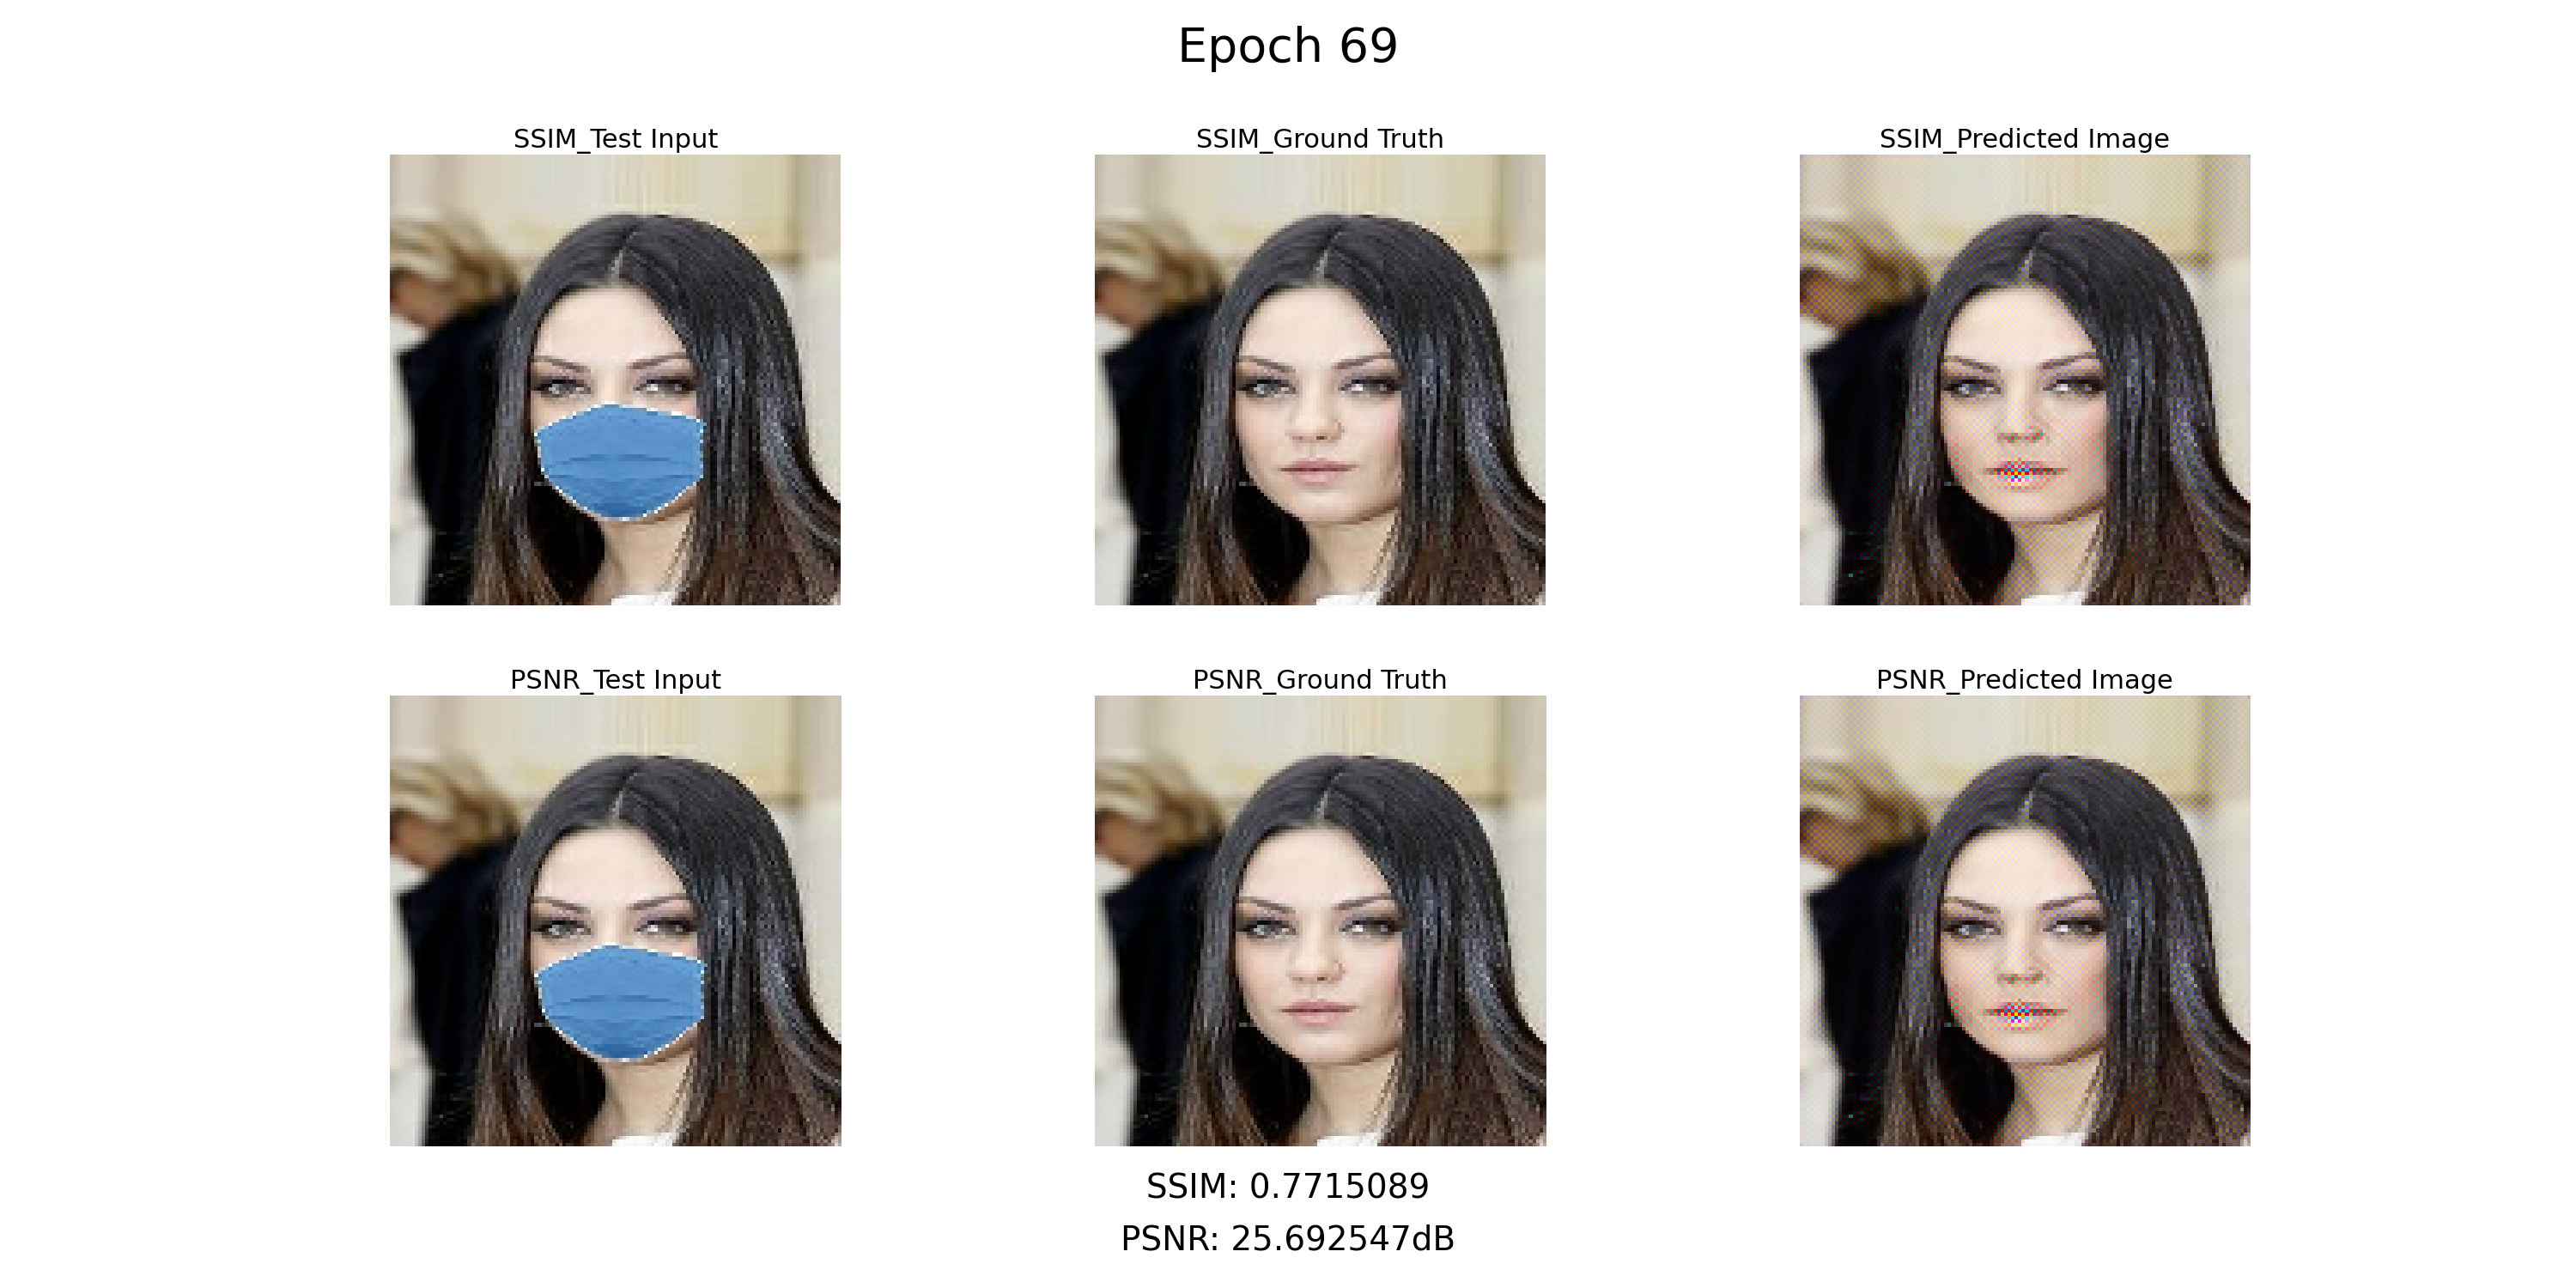 Epoch 69
SSIM_Test Input
SSIM_Ground Truth
SSIM_Predicted Image
PSNR_Test Input
PSNR_Ground Truth
PSNR_Predicted Image
SSIM: 0.7715089
PSNR: 25.692547dB